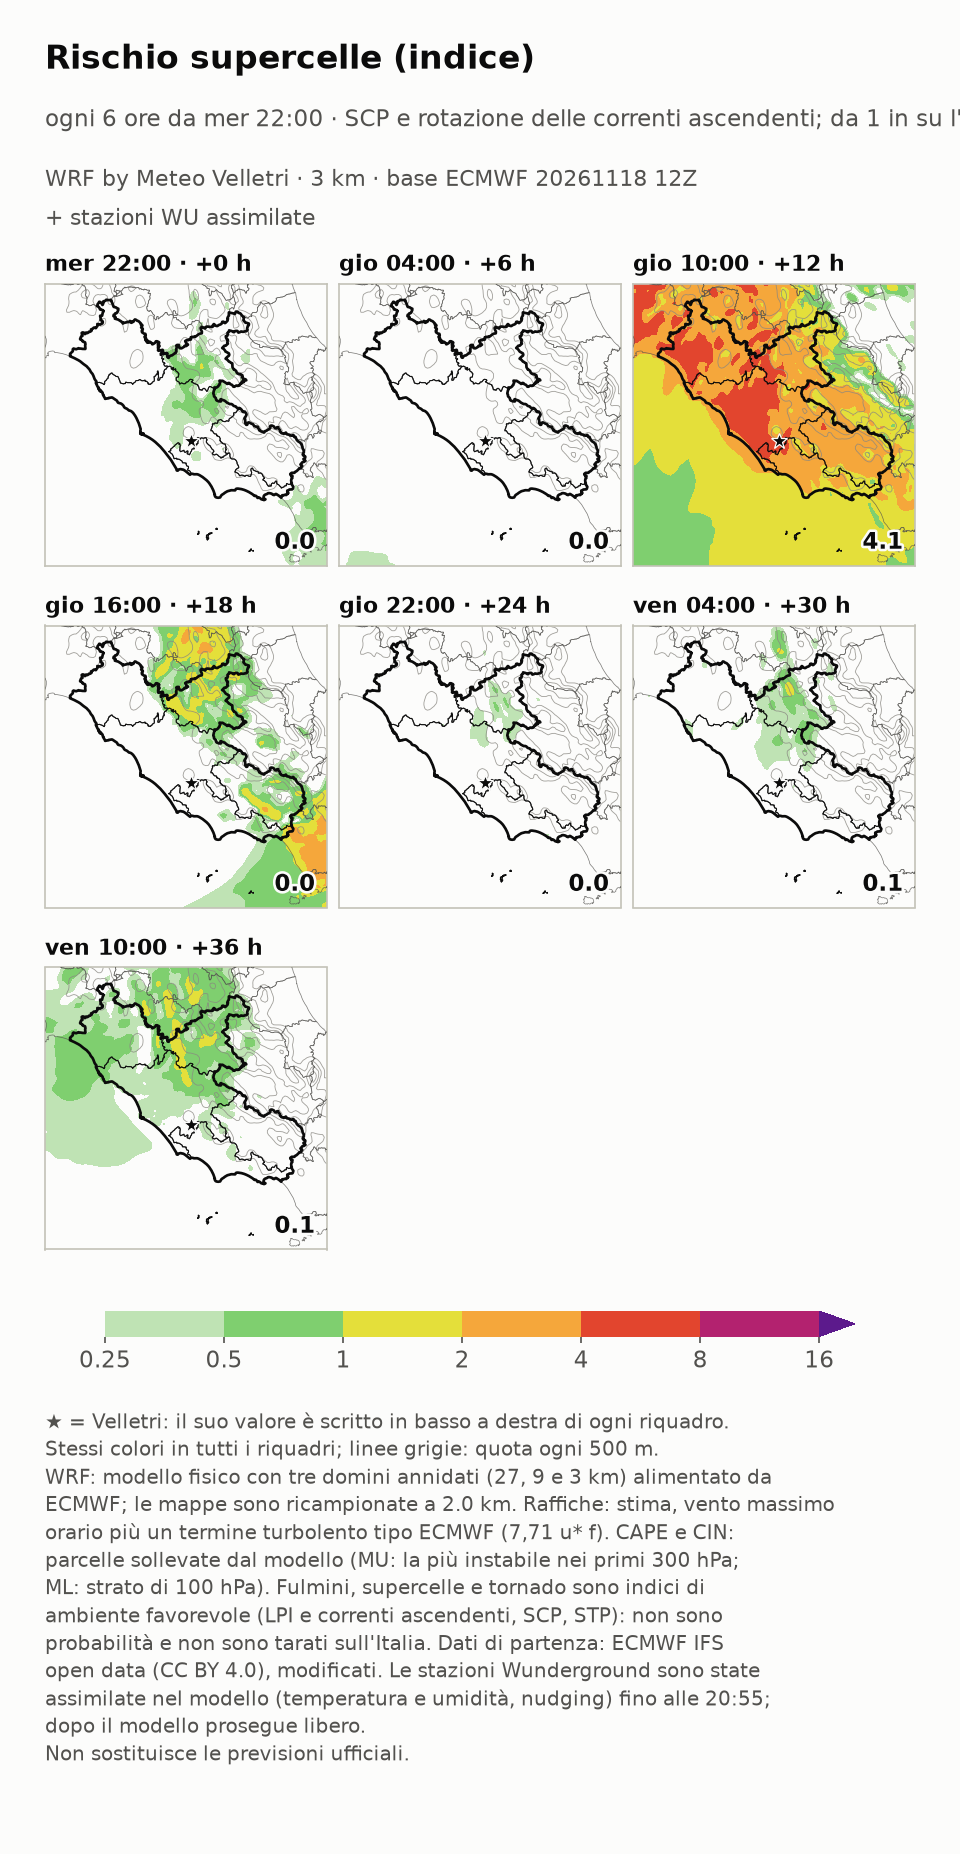 Rischio supercelle (indice)
ogni 6 ore da mer 22:00 · SCP e rotazione delle correnti ascendenti; da 1 in su l'
WRF by Meteo Velletri · 3 km · base ECMWF 20261118 12Z
+ stazioni WU assimilate
mer 22:00 · +0 h
gio 04:00 · +6 h
gio 10:00 · +12 h
0.0
0.0
4.1
gio 16:00 · +18 h
gio 22:00 · +24 h
ven 04:00 · +30 h
0.0
0.0
0.1
ven 10:00 · +36 h
0.1
0.25 0.5 1 2 4 8 16
★ = Velletri: il suo valore è scritto in basso a destra di ogni riquadro.
Stessi colori in tutti i riquadri; linee grigie: quota ogni 500 m.
WRF: modello fisico con tre domini annidati (27, 9 e 3 km) alimentato da
ECMWF; le mappe sono ricampionate a 2.0 km. Raffiche: stima, vento massimo
orario più un termine turbolento tipo ECMWF (7,71 u* f). CAPE e CIN:
parcelle sollevate dal modello (MU: la più instabile nei primi 300 hPa;
ML: strato di 100 hPa). Fulmini, supercelle e tornado sono indici di
ambiente favorevole (LPI e correnti ascendenti, SCP, STP): non sono
probabilità e non sono tarati sull'Italia. Dati di partenza: ECMWF IFS
open data (CC BY 4.0), modificati. Le stazioni Wunderground sono state
assimilate nel modello (temperatura e umidità, nudging) fino alle 20:55;
dopo il modello prosegue libero.
Non sostituisce le previsioni ufficiali.